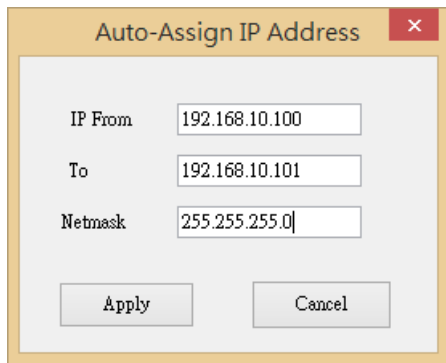 Auto-Assign IP Address
IP From 192.168.10.100
To 192.168.10.101
Netmask 255.255.255.0
Apply Cancel